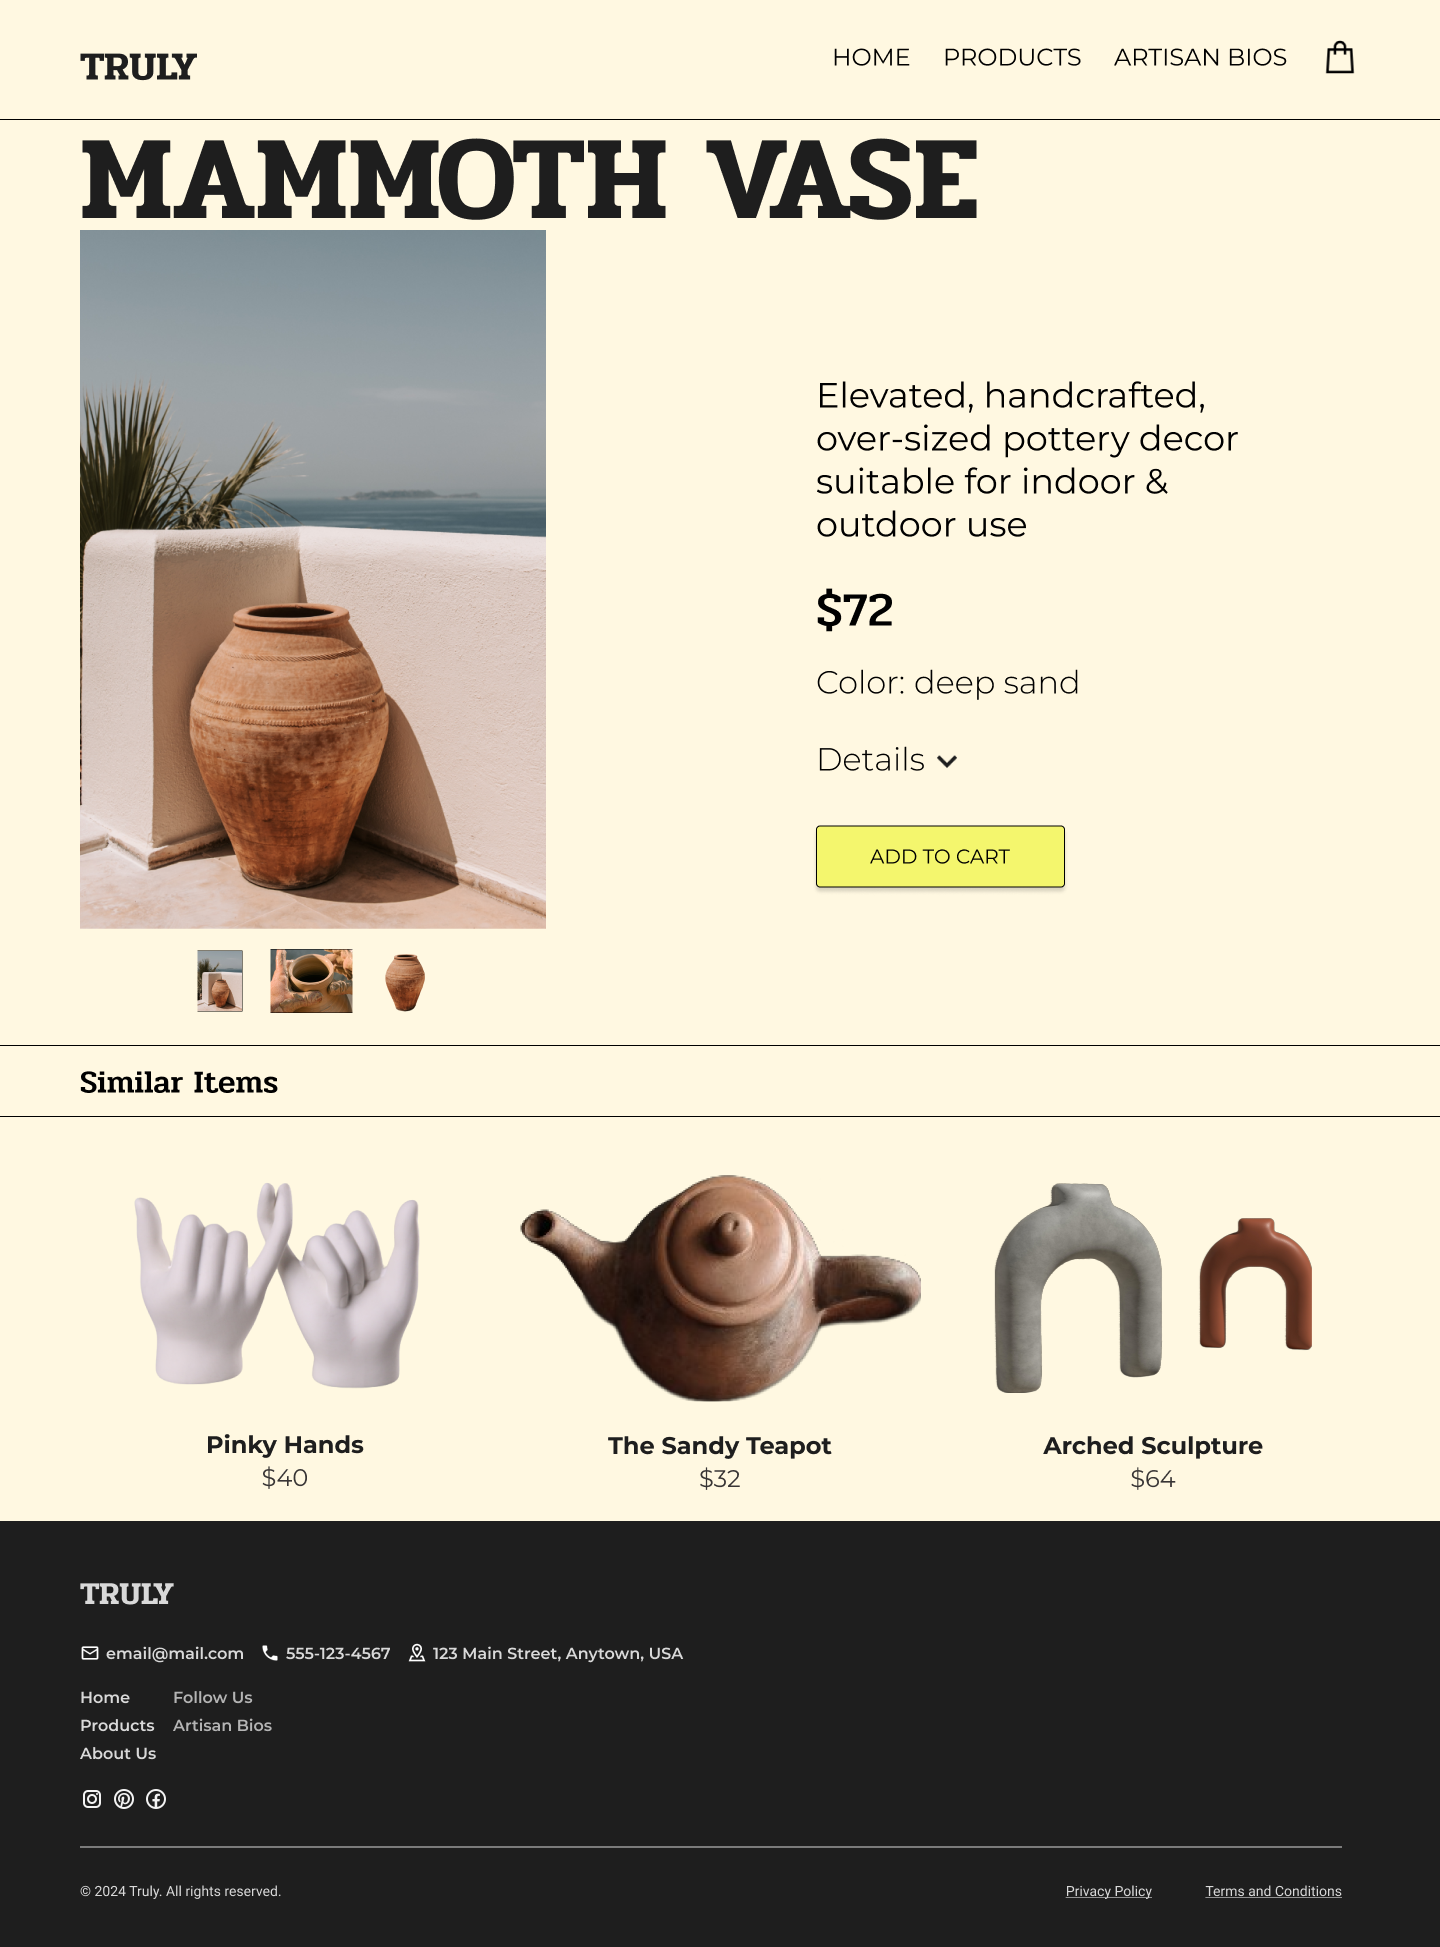 TRULY
HOME PRODUCTS ARTISAN BIOS
MAMMOTH VASE
Elevated, handcrafted,
over-sized pottery decor
suitable for indoor &
outdoor use
$72
Color: deep sand
Details
ADD TO CART
Similar Items
Pinky Hands
$40
The Sandy Teapot
$32
Arched Sculpture
$64
TRULY
email@mail.com 555-123-4567 123 Main Street, Anytown, USA
Home Follow Us
Products Artisan Bios
About Us
© 2024 Truly. All rights reserved. Privacy Policy Terms and Conditions